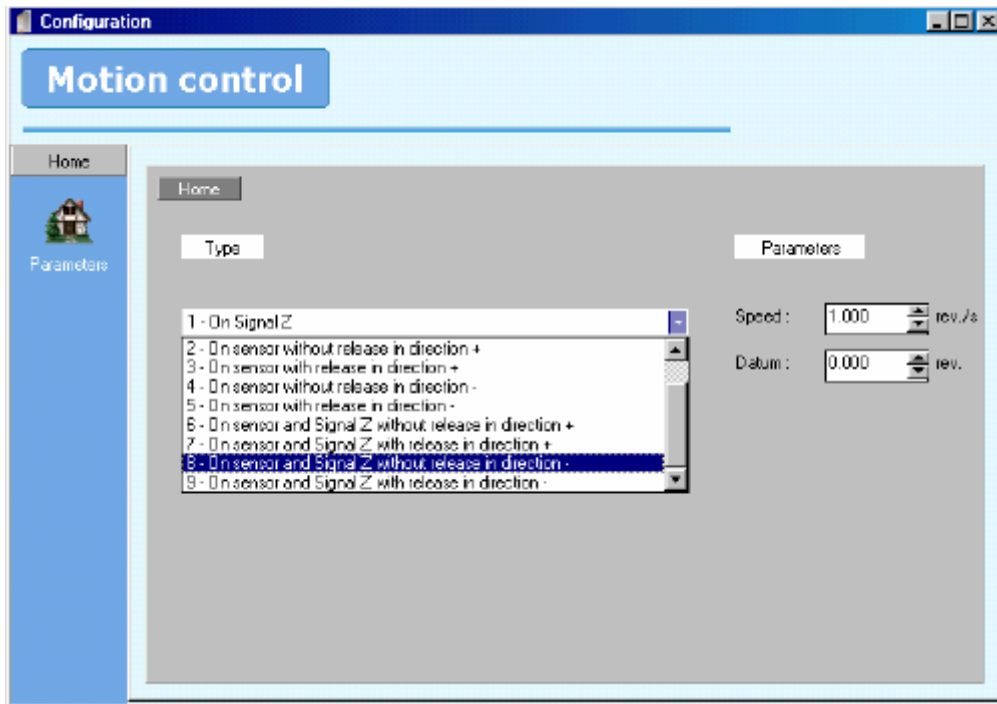 Configuration
Motion control
Home
Parameters
Home
Type
Parameters
1 - On Signal Z
2 - On sensor without release in direction +
3 - On sensor with release in direction +
4 - On sensor without release in direction -
5 - On sensor with release in direction -
6 - On sensor and Signal Z without release in direction +
7 - On sensor and Signal Z with release in direction +
8 - On sensor and Signal Z without release in direction -
9 - On sensor and Signal Z with release in direction -
Speed : 1.000 rev./s
Datum : 0.000 rev.